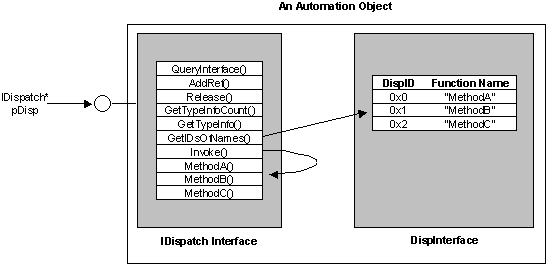 An Automation Object
IDispatch*
pDisp
QueryInterface()
AddRef()
Release()
GetTypeInfoCount()
GetTypeInfo()
GetIDsOfNames()
Invoke()
MethodA()
MethodB()
MethodC()
DispID Function Name
0x0 "MethodA"
0x1 "MethodB"
0x2 "MethodC"
IDispatch Interface
DispInterface